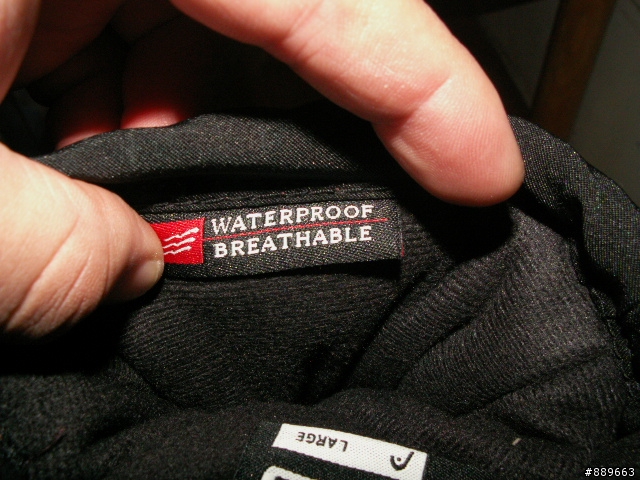 WATERPROOF
BREATHABLE
LARGE
#889663